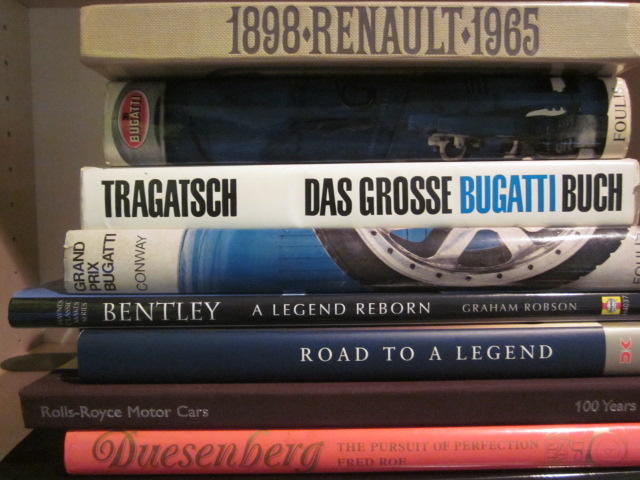 1898•RENAULT•1965
BUGATTI
FOULIS
TRAGATSCH DAS GROSSE BUGATTI BUCH
GRAND
PRIX
BUGATTI
CONWAY
BENTLEY A LEGEND REBORN GRAHAM ROBSON
ROAD TO A LEGEND
Rolls-Royce Motor Cars 100 Years
Duesenberg THE PURSUIT OF PERFECTION
FRED ROE